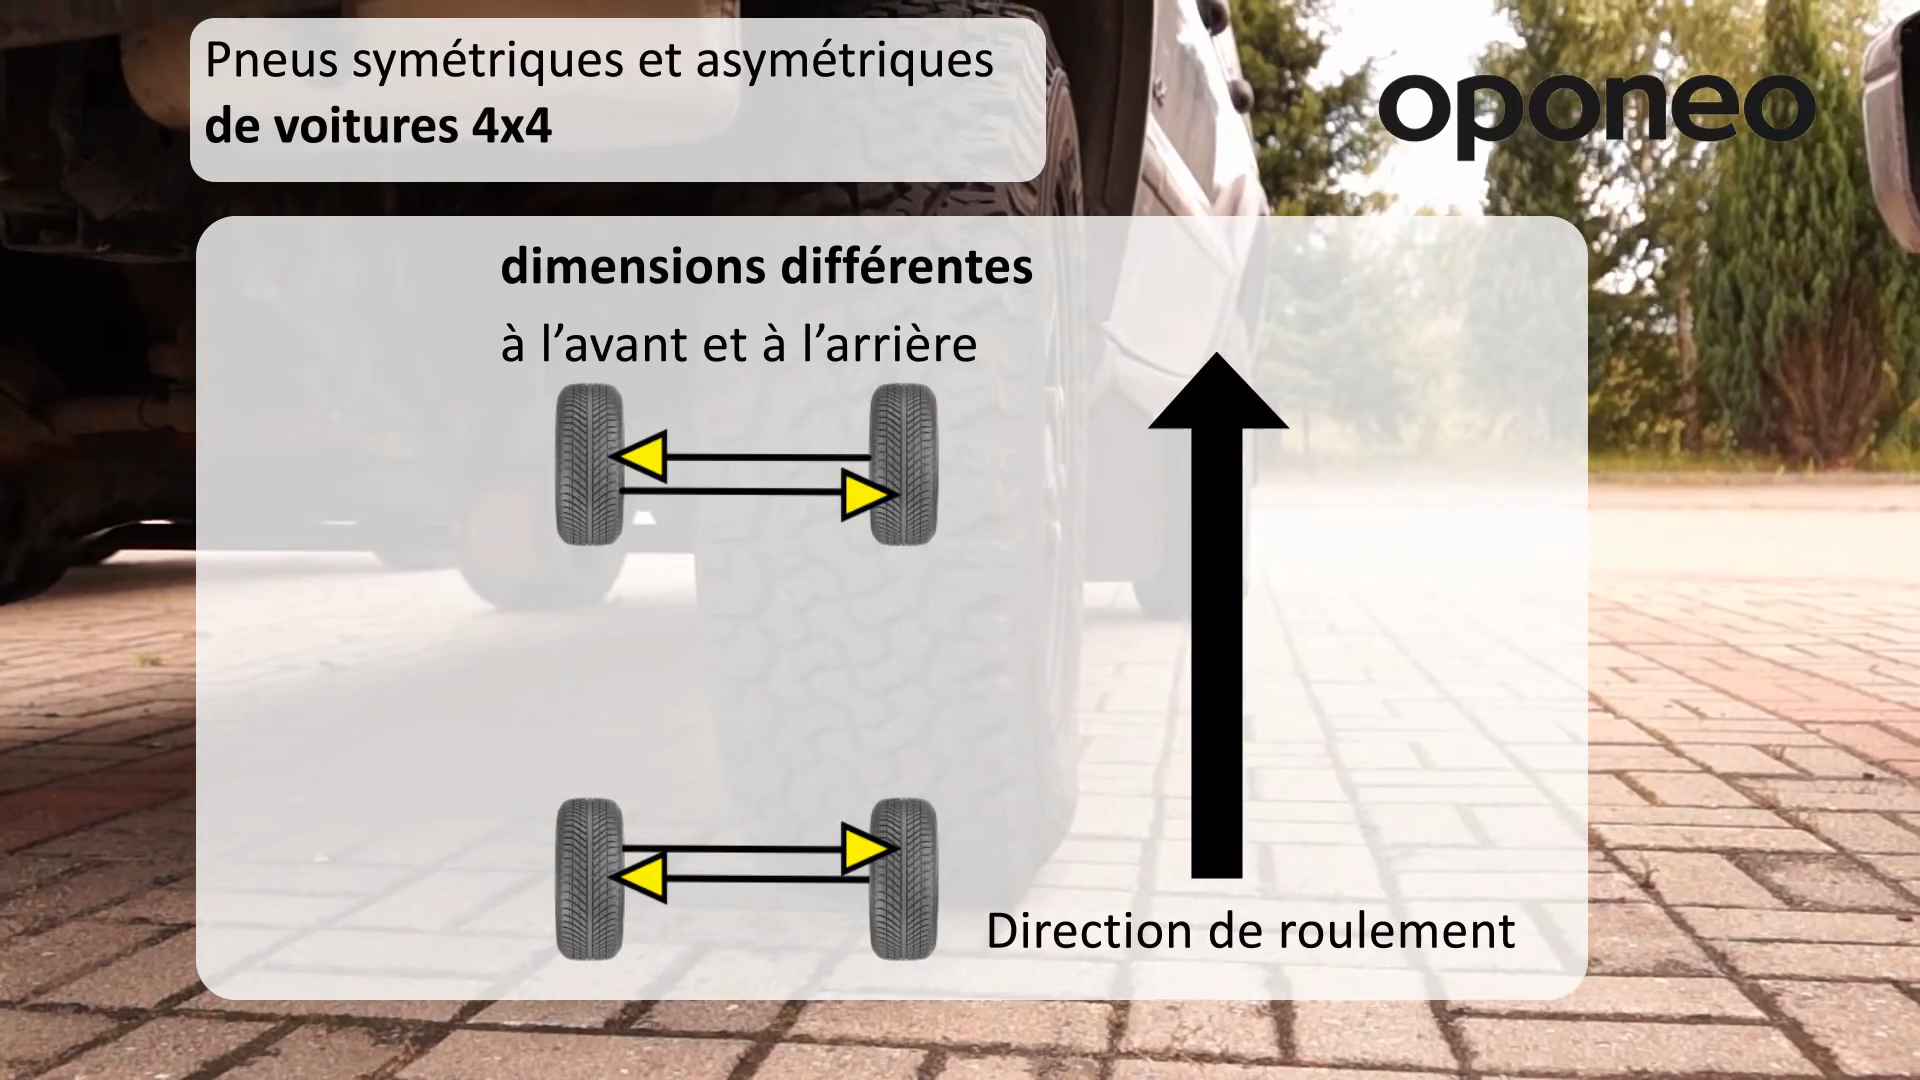 Pneus symétriques et asymétriques
de voitures 4x4
oponeo
dimensions différentes
à l’avant et à l’arrière
Direction de roulement